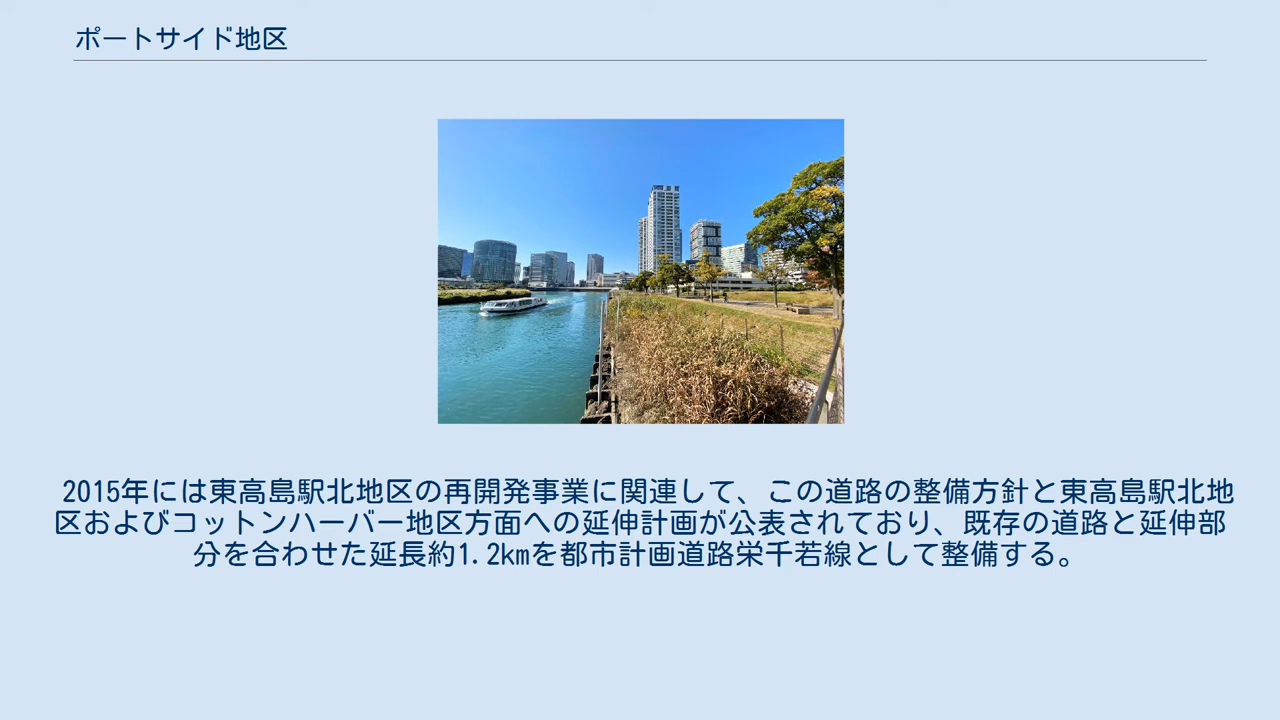 ポートサイド地区
2015年には東高島駅北地区の再開発事業に関連して、この道路の整備方針と東高島駅北地
区およびコットンハーバー地区方面への延伸計画が公表されており、既存の道路と延伸部
分を合わせた延長約1.2kmを都市計画道路栄千若線として整備する。